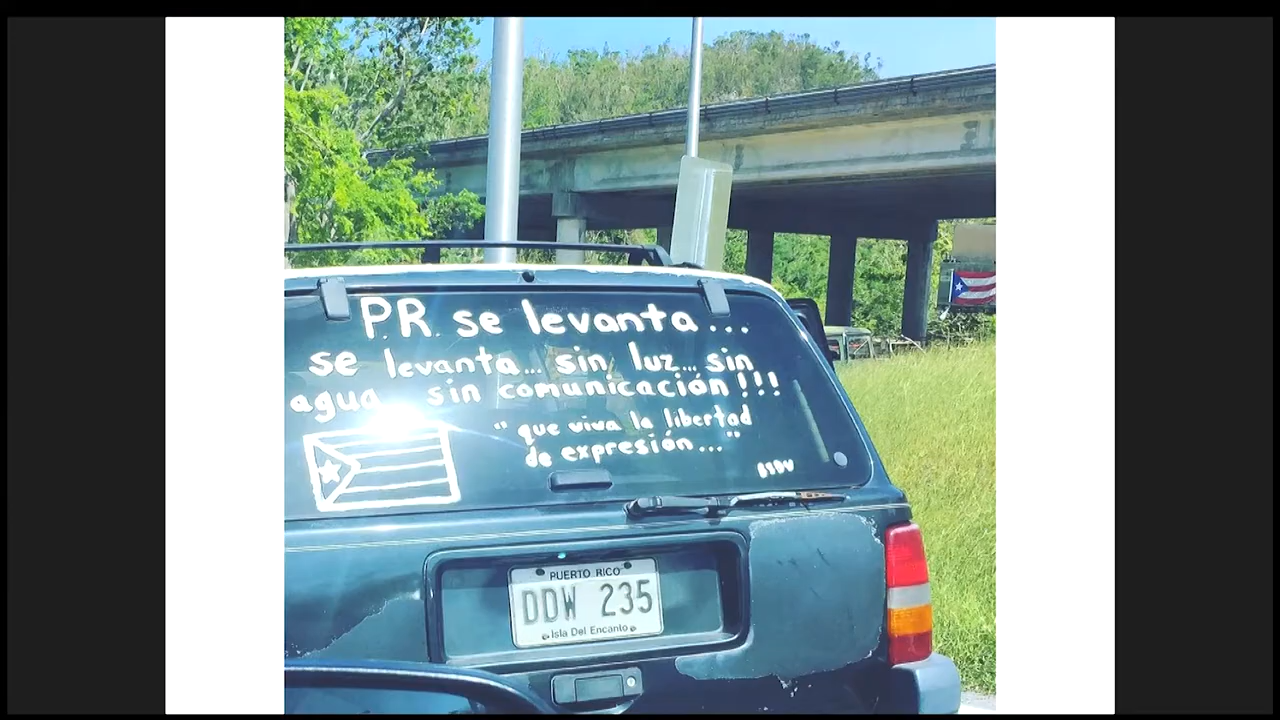 P.R. se levanta...
se levanta... sin luz... sin
agua sin comunicación!!!
"que viva la libertad
de expresión..."
PUERTO RICO
DDW 235
Isla Del Encanto